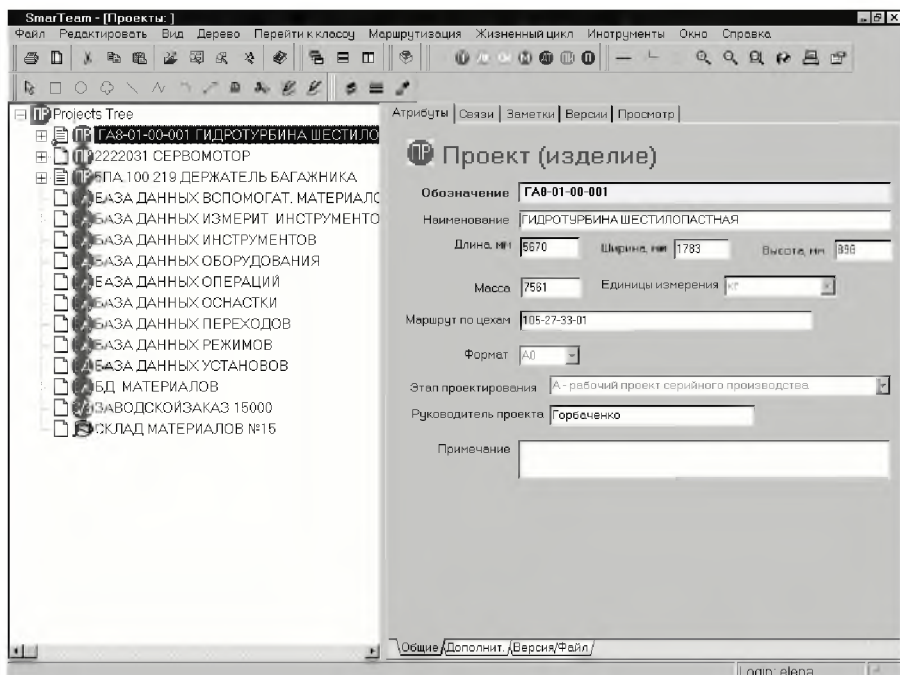 SmarTeam - [Проекты: ]
Файл Редактировать Вид Дерево Перейти к классу Маршрутизация Жизненный цикл Инструменты Окно Справка
Projects Tree
ГА8-01-00-001 ГИДРОТУРБИНА ШЕСТИЛО
2222031 СЕРВОМОТОР
БПА.100.219 ДЕРЖАТЕЛЬ БАГАЖНИКА
БАЗА ДАННЫХ ВСПОМОГАТ. МАТЕРИАЛО
БАЗА ДАННЫХ ИЗМЕРИТ ИНСТРУМЕНТО
БАЗА ДАННЫХ ИНСТРУМЕНТОВ
БАЗА ДАННЫХ ОБОРУДОВАНИЯ
БАЗА ДАННЫХ ОПЕРАЦИЙ
БАЗА ДАННЫХ ОСНАСТКИ
БАЗА ДАННЫХ ПЕРЕХОДОВ
БАЗА ДАННЫХ РЕЖИМОВ
БАЗА ДАННЫХ УСТАНОВОВ
БД МАТЕРИАЛОВ
ЗАВОДСКОЙЗАКАЗ 15000
СКЛАД МАТЕРИАЛОВ №15
Атрибуты Связи Заметки Версии Просмотр
ПР Проект (изделие)
Обозначение ГА8-01-00-001
Наименование ГИДРОТУРБИНА ШЕСТИЛОПАСТНАЯ
Длина, мм 5670 Ширина, мм 1783 Высота, мм 896
Масса 7561 Единицы измерения кг
Маршрут по цехам 105-27-33-01
Формат А0
Этап проектирования А - рабочий проект серийного производства
Руководитель проекта Горбаченко
Примечание
Общие Дополнит. Версия/Файл
Login: elena